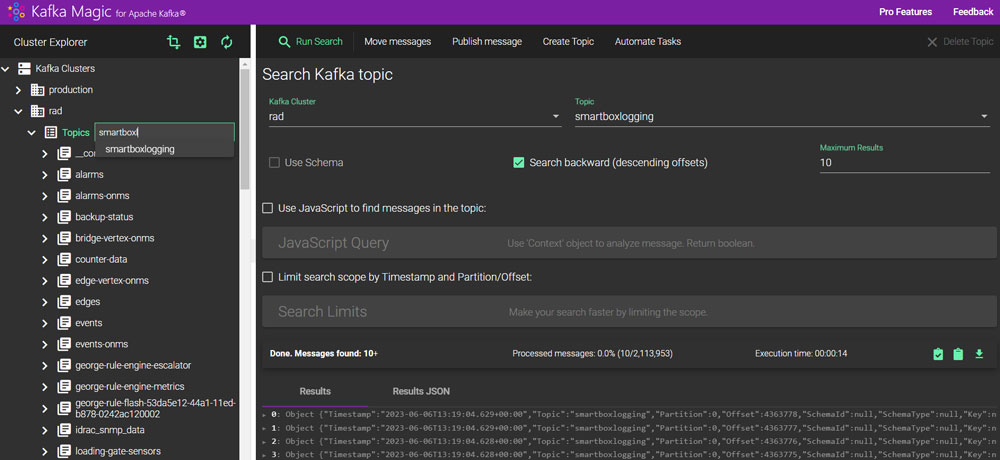 Kafka Magic for Apache Kafka®
Pro Features Feedback
Cluster Explorer
Run Search Move messages Publish message Create Topic Automate Tasks Delete Topic
Kafka Clusters
production
rad
Topics smartbox
smartboxlogging
alarms
alarms-onms
backup-status
bridge-vertex-onms
counter-data
edge-vertex-onms
edges
events
events-onms
george-rule-engine-escalator
george-rule-engine-metrics
george-rule-flash-53da5e12-44a1-11ed-
b878-0242ac120002
idrac_snmp_data
loading-gate-sensors
Search Kafka topic
Kafka Cluster Topic
rad smartboxlogging
Use Schema Search backward (descending offsets)
Maximum Results
10
Use JavaScript to find messages in the topic:
JavaScript Query Use 'Context' object to analyze message. Return boolean.
Limit search scope by Timestamp and Partition/Offset:
Search Limits Make your search faster by limiting the scope.
Done. Messages found: 10+ Processed messages: 0.0% (10/2,113,953) Execution time: 00:00:14
Results Results JSON
0: Object {"Timestamp":"2023-06-06T13:19:04.629+00:00","Topic":"smartboxlogging","Partition":0,"Offset":4363778,"SchemaId":null,"SchemaType":null,"Key":n
1: Object {"Timestamp":"2023-06-06T13:19:04.629+00:00","Topic":"smartboxlogging","Partition":0,"Offset":4363777,"SchemaId":null,"SchemaType":null,"Key":n
2: Object {"Timestamp":"2023-06-06T13:19:04.628+00:00","Topic":"smartboxlogging","Partition":0,"Offset":4363776,"SchemaId":null,"SchemaType":null,"Key":n
3: Object {"Timestamp":"2023-06-06T13:19:04.628+00:00","Topic":"smartboxlogging","Partition":0,"Offset":4363775,"SchemaId":null,"SchemaType":null,"Key":n